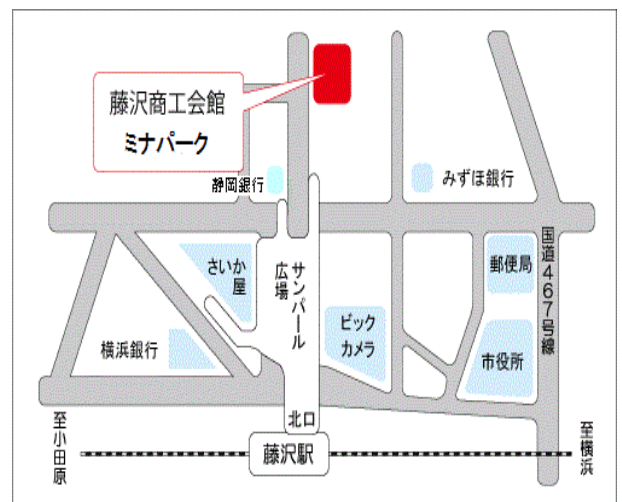 藤沢商工会館
ミナパーク
静岡銀行
みずほ銀行
さいか
屋
サンパール
広場
郵便局
国道467号線
横浜銀行
ビック
カメラ
市役所
北口
至小田原
藤沢駅
至横浜